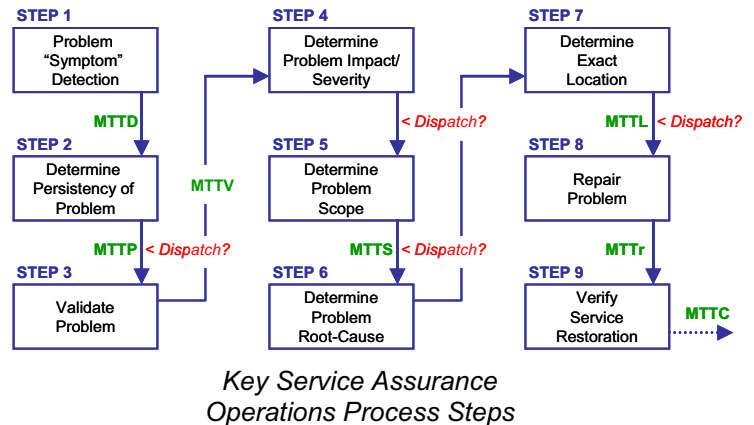 STEP 1
Problem
“Symptom”
Detection
MTTD
STEP 2
Determine
Persistency of
Problem
MTTP
< Dispatch?
STEP 3
Validate
Problem
MTTV
STEP 4
Determine
Problem Impact/
Severity
< Dispatch?
STEP 5
Determine
Problem
Scope
MTTS
< Dispatch?
STEP 6
Determine
Problem
Root-Cause
STEP 7
Determine
Exact
Location
MTTL
< Dispatch?
STEP 8
Repair
Problem
MTTr
STEP 9
Verify
Service
Restoration
MTTC
Key Service Assurance
Operations Process Steps